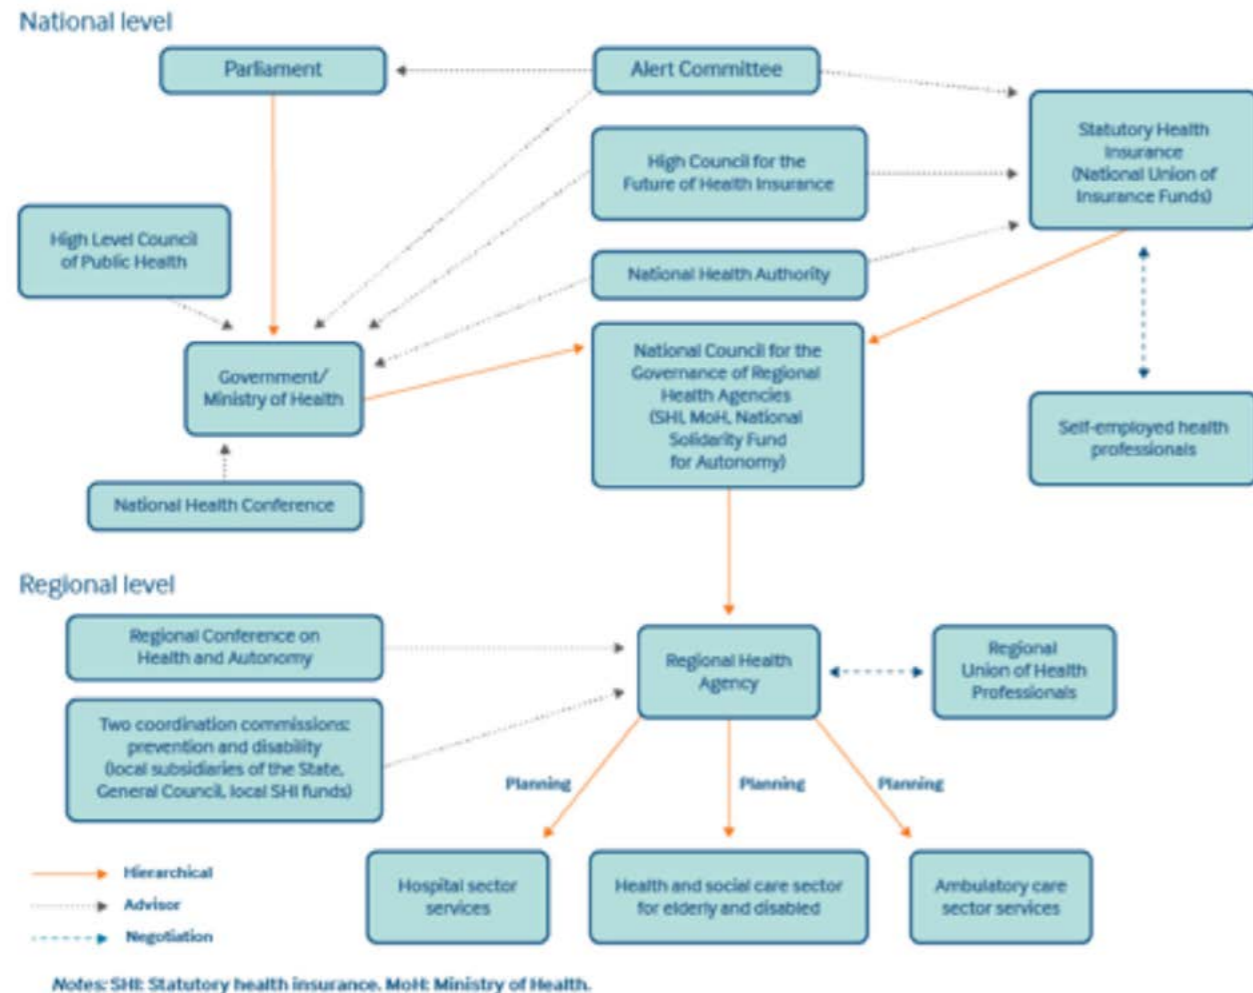 National level
Parliament
Alert Committee
Statutory Health
Insurance
(National Union of
Insurance Funds)
High Council for the
Future of Health Insurance
High Level Council
of Public Health
National Health Authority
Government/
Ministry of Health
National Council for the
Governance of Regional
Health Agencies
(SHI, MoH, National
Solidarity Fund
for Autonomy)
Self-employed health
professionals
National Health Conference
Regional level
Regional Conference on
Health and Autonomy
Regional Health
Agency
Regional
Union of Health
Professionals
Two coordination commissions:
prevention and disability
(local subsidiaries of the State,
General Council, local SHI funds)
Planning
Planning
Planning
Hospital sector
services
Health and social care sector
for elderly and disabled
Ambulatory care
sector services
Hierarchical
Advisor
Negotiation
Notes: SHI: Statutory health insurance. MoH: Ministry of Health.